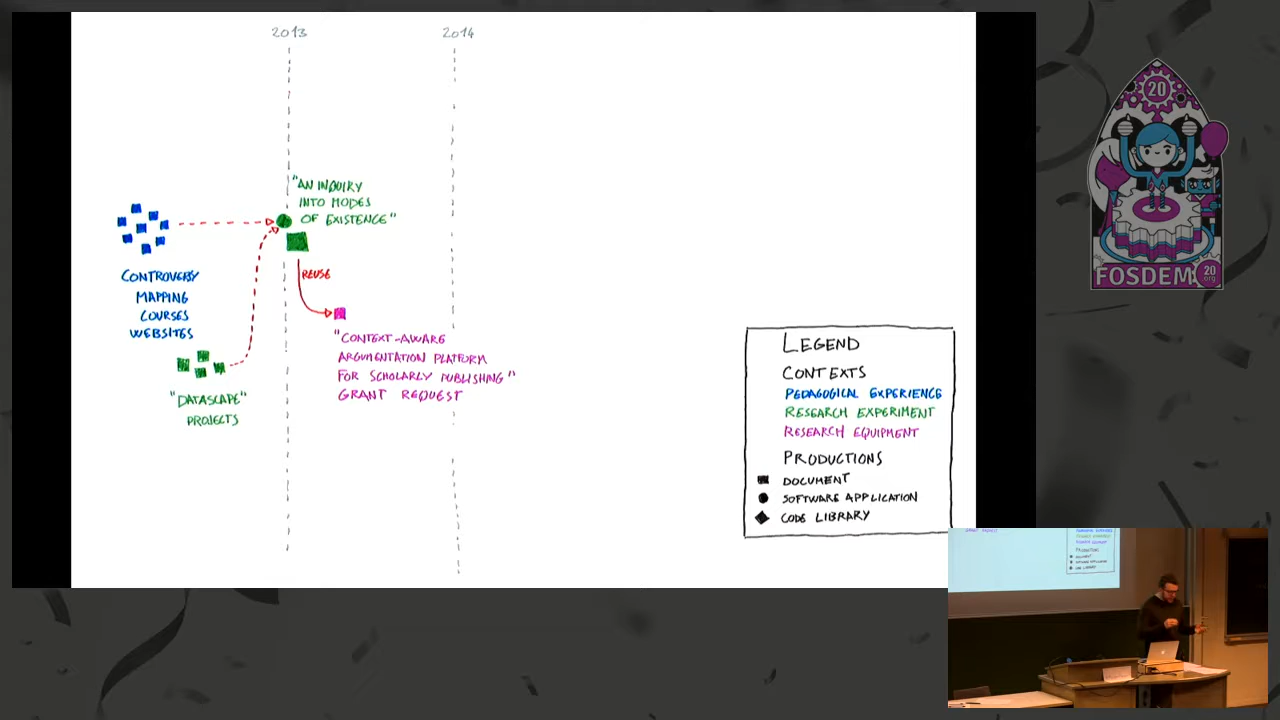 2013
2014
"AN INQUIRY
INTO MODES
OF EXISTENCE"
CONTROVERSY
MAPPING
COURSES
WEBSITES
REUSE
"DATASCAPE"
PROJECTS
"CONTEXT-AWARE
ARGUMENTATION PLATFORM
FOR SCHOLARLY PUBLISHING"
GRANT REQUEST
LEGEND
CONTEXTS
PEDAGOGICAL EXPERIENCE
RESEARCH EXPERIMENT
RESEARCH EQUIPMENT
PRODUCTIONS
DOCUMENT
SOFTWARE APPLICATION
CODE LIBRARY
20
FOSDEM
20
.org